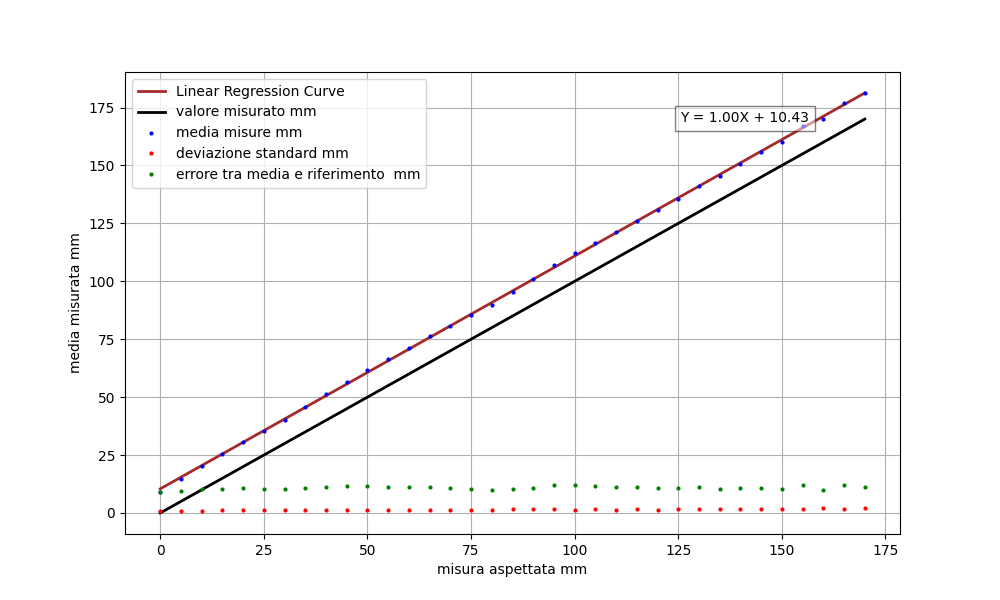 Linear Regression Curve
valore misurato mm
media misure mm
deviazione standard mm
errore tra media e riferimento  mm
Y = 1.00X + 10.43
175
150
125
100
75
50
25
0
media misurata mm
0 25 50 75 100 125 150 175
misura aspettata mm